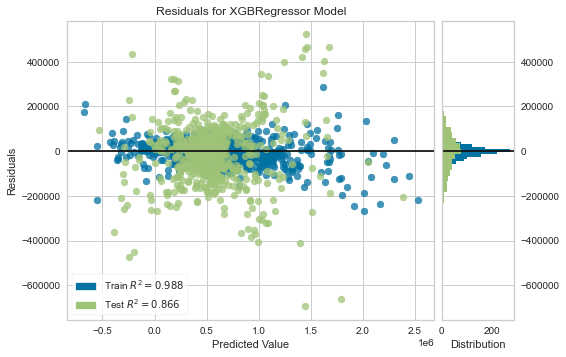 Residuals for XGBRegressor Model
Residuals
400000
200000
0
−200000
−400000
−600000
Train R² = 0.988
Test R² = 0.866
−0.5 0.0 0.5 1.0 1.5 2.0 2.5
1e6
Predicted Value
400000
200000
0
−200000
−400000
−600000
0 200
Distribution